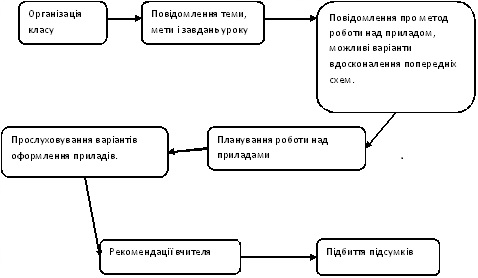 Організація
класу
Повідомлення теми,
мети і завдань уроку
Повідомлення про метод
роботи над приладом,
можливі варіанти
вдосконалення попередніх
схем.
Планування роботи над
приладами
Прослуховування варіантів
оформлення приладів.
Рекомендації вчителя
Підбиття підсумків